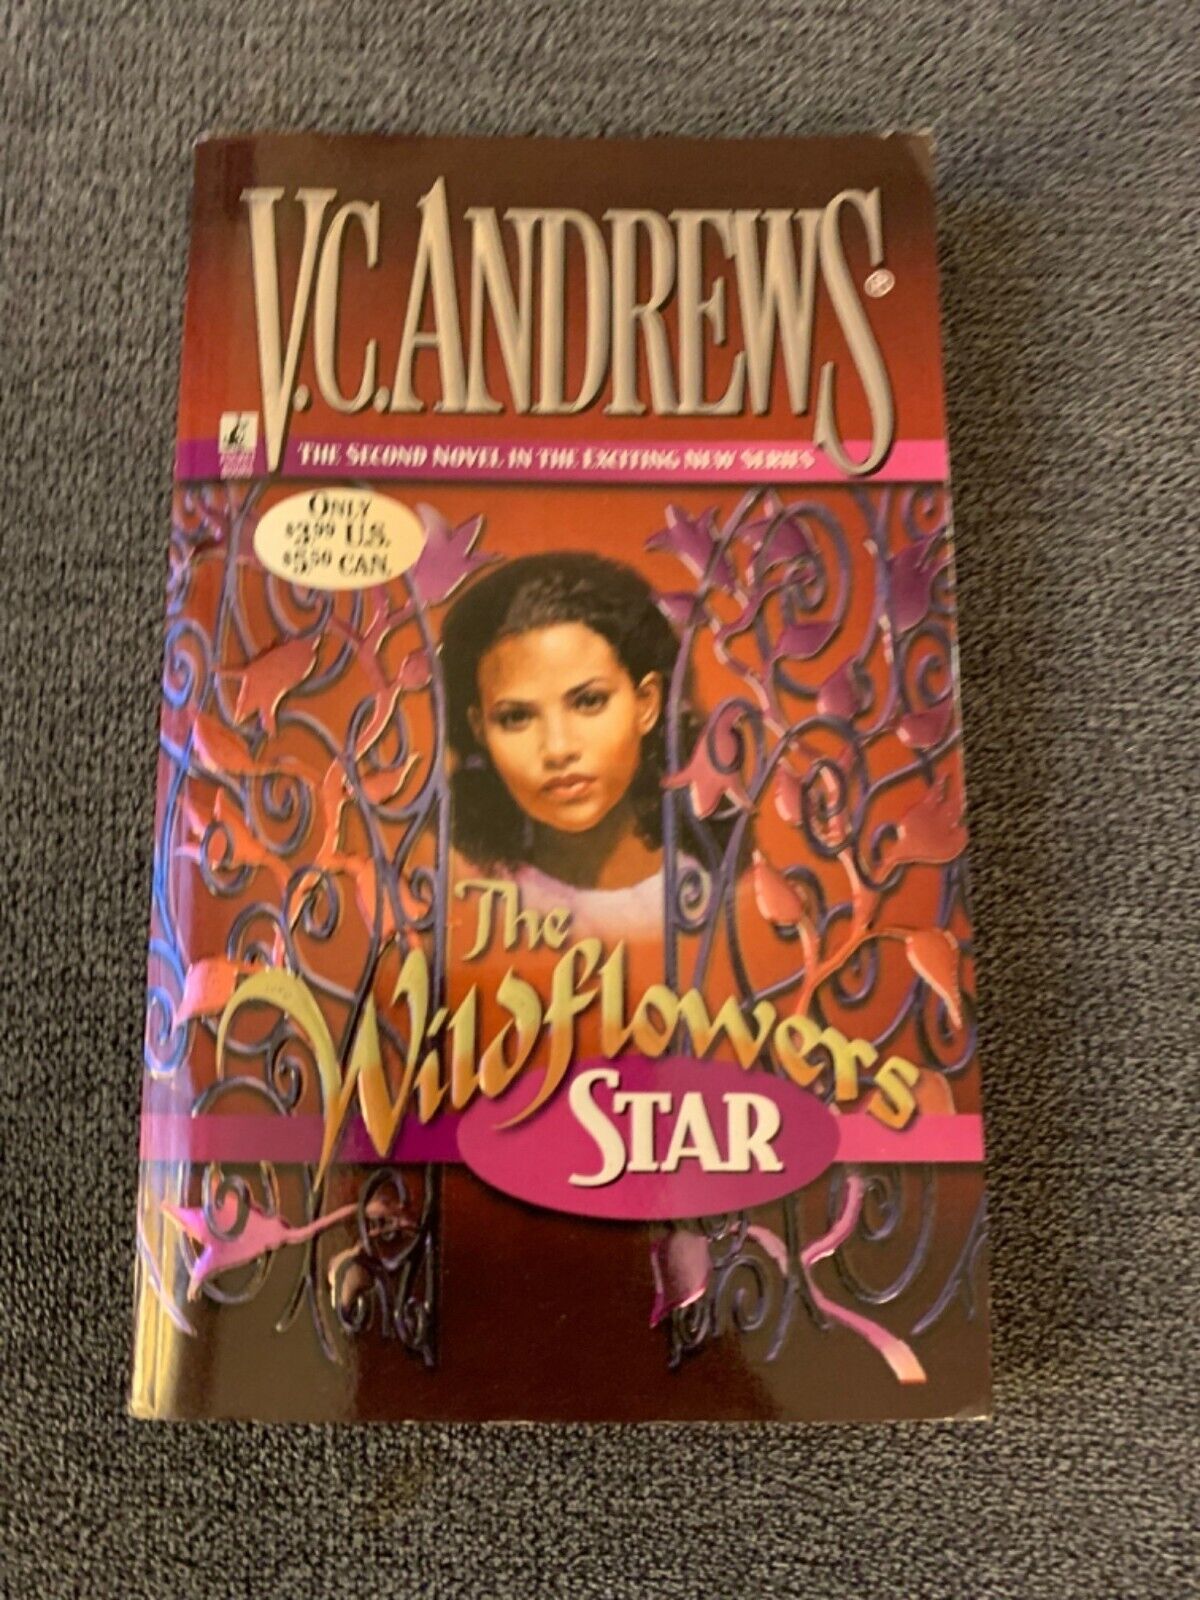 V.C. ANDREWS®
THE SECOND NOVEL IN THE EXCITING NEW SERIES
ONLY
$3.99 U.S.
$5.50 CAN.
The
Wildflowers
STAR